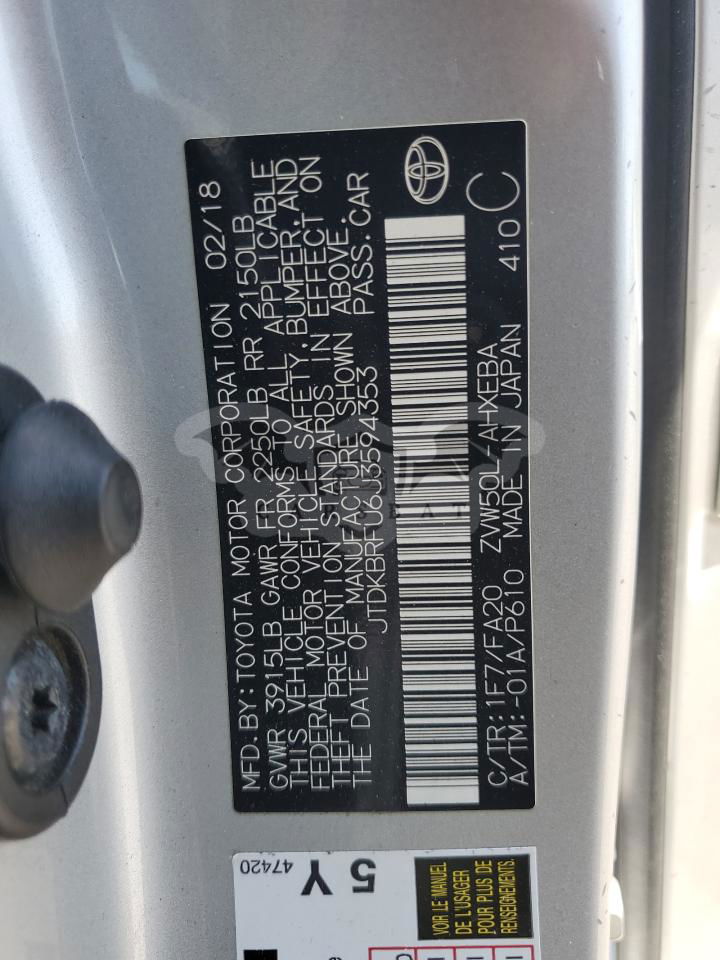 MFD.BY:TOYOTA MOTOR CORPORATION 02/18
GVWR 3915LB GAWR FR 2250LB RR 2150LB
THIS VEHICLE CONFORMS TO ALL APPLICABLE
FEDERAL MOTOR VEHICLE SAFETY,BUMPER,AND
THEFT PREVENTION STANDARDS IN EFFECT ON
THE DATE OF MANUFACTURE SHOWN ABOVE.
JTDKBRFU6J3594353 PASS.CAR
C/TR:1F7/FA20 ZVW50L-AHXEBA 410
A/TM:-01A/P610 MADE IN JAPAN C
47420
5 Y
VOIR LE MANUEL
DE L'USAGER
POUR PLUS DE
RENSEIGNEMENTS.